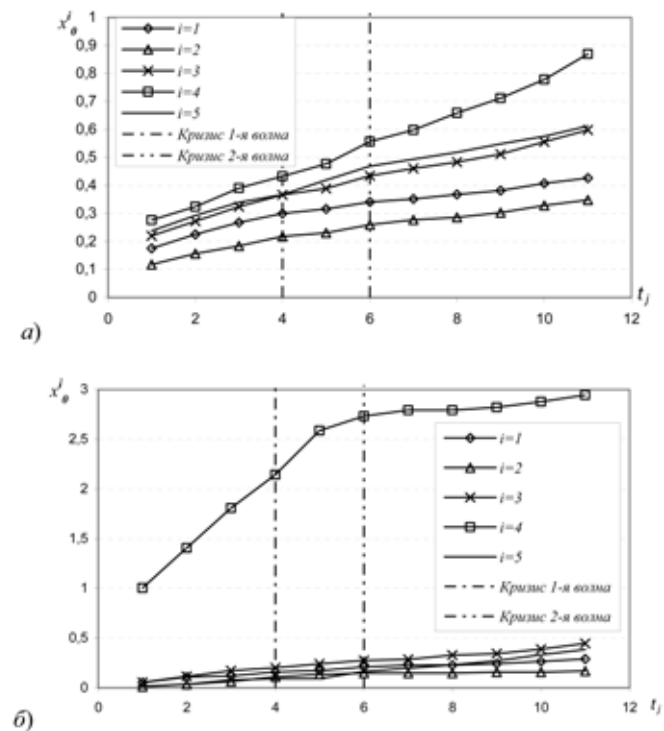 x_θ^i
1
0,9
0,8
0,7
0,6
0,5
0,4
0,3
0,2
0,1
0
i=1
i=2
i=3
i=4
i=5
Кризис 1-я волна
Кризис 2-я волна
0 2 4 6 8 10 12
t_j
а)
x_θ^i
3
2,5
2
1,5
1
0,5
0
i=1
i=2
i=3
i=4
i=5
Кризис 1-я волна
Кризис 2-я волна
0 2 4 6 8 10 12
t_j
б)